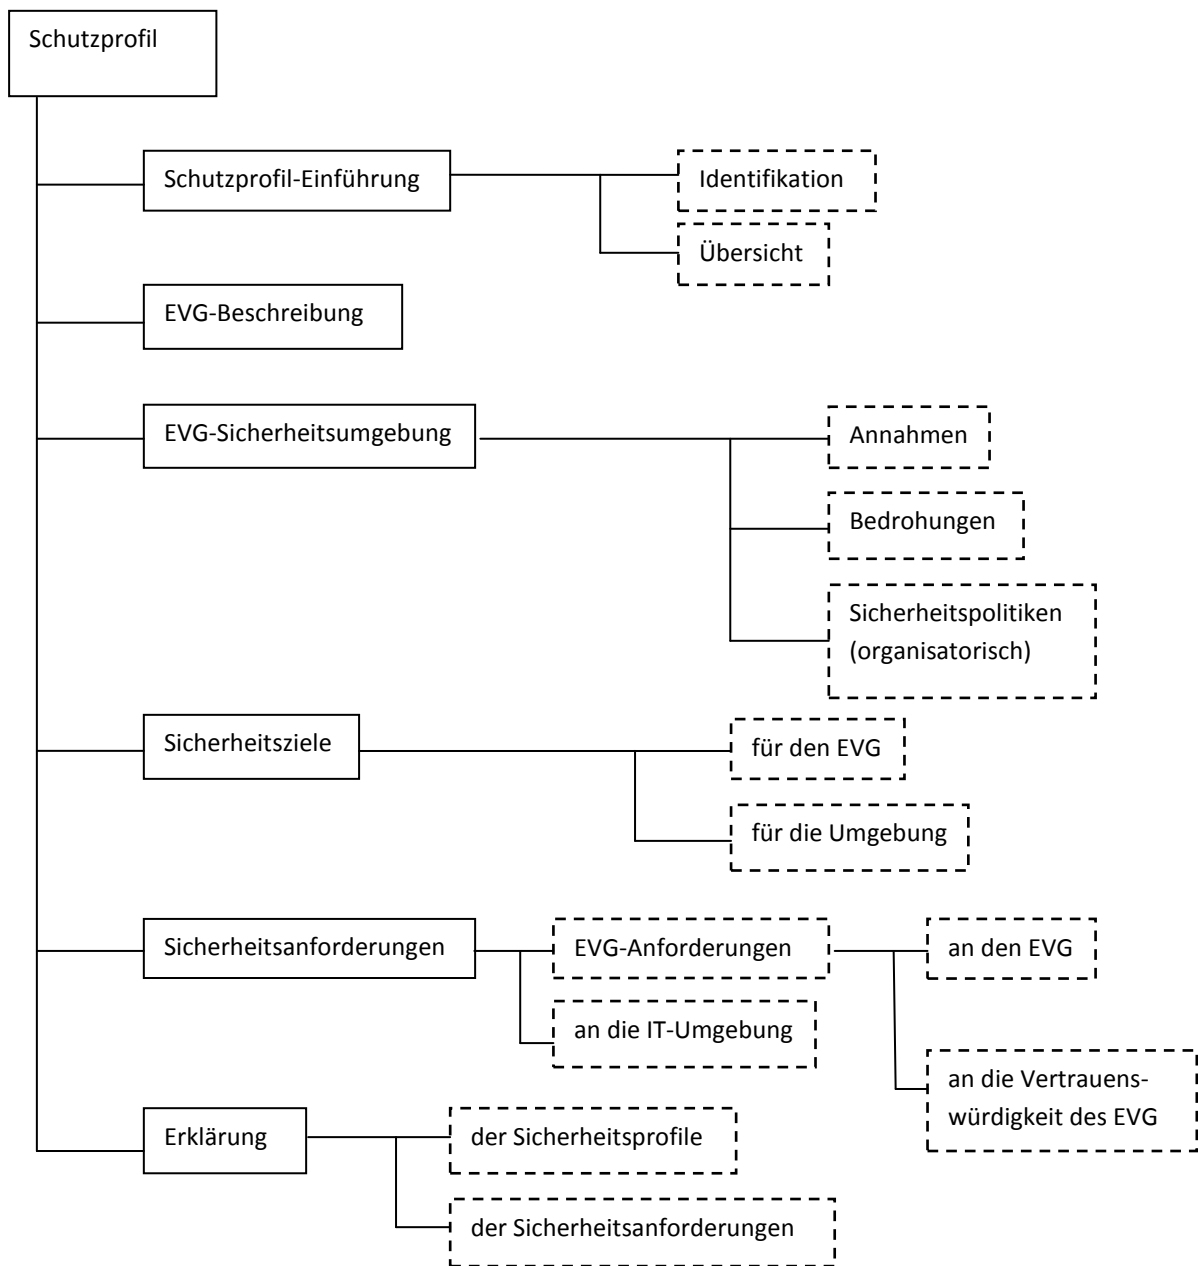 Schutzprofil
Schutzprofil-Einführung
Identifikation
Übersicht
EVG-Beschreibung
EVG-Sicherheitsumgebung
Annahmen
Bedrohungen
Sicherheitspolitiken
(organisatorisch)
Sicherheitsziele
für den EVG
für die Umgebung
Sicherheitsanforderungen
EVG-Anforderungen
an den EVG
an die IT-Umgebung
an die Vertrauens-
würdigkeit des EVG
Erklärung
der Sicherheitsprofile
der Sicherheitsanforderungen